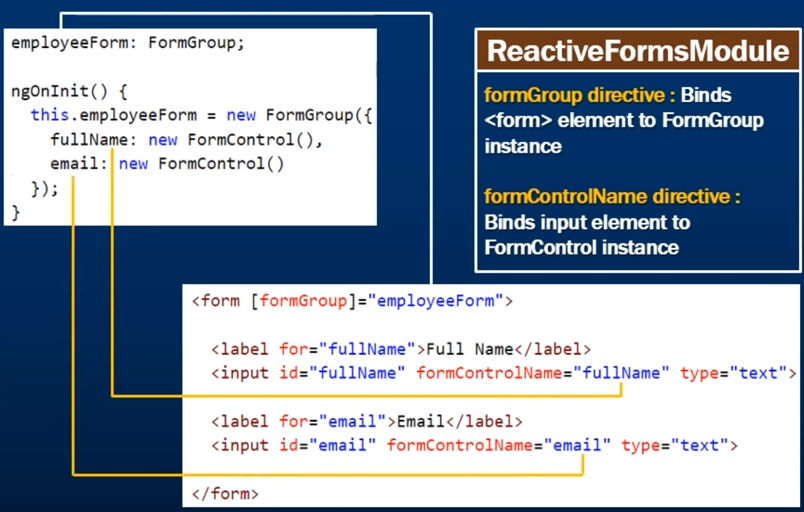 employeeForm: FormGroup;
ngOnInit() {
this.employeeForm = new FormGroup({
fullName: new FormControl(),
email: new FormControl()
});
}
ReactiveFormsModule
formGroup directive : Binds
<form> element to FormGroup
instance
formControlName directive :
Binds input element to
FormControl instance
<form [formGroup]="employeeForm">
<label for="fullName">Full Name</label>
<input id="fullName" formControlName="fullName" type="text">
<label for="email">Email</label>
<input id="email" formControlName="email" type="text">
</form>